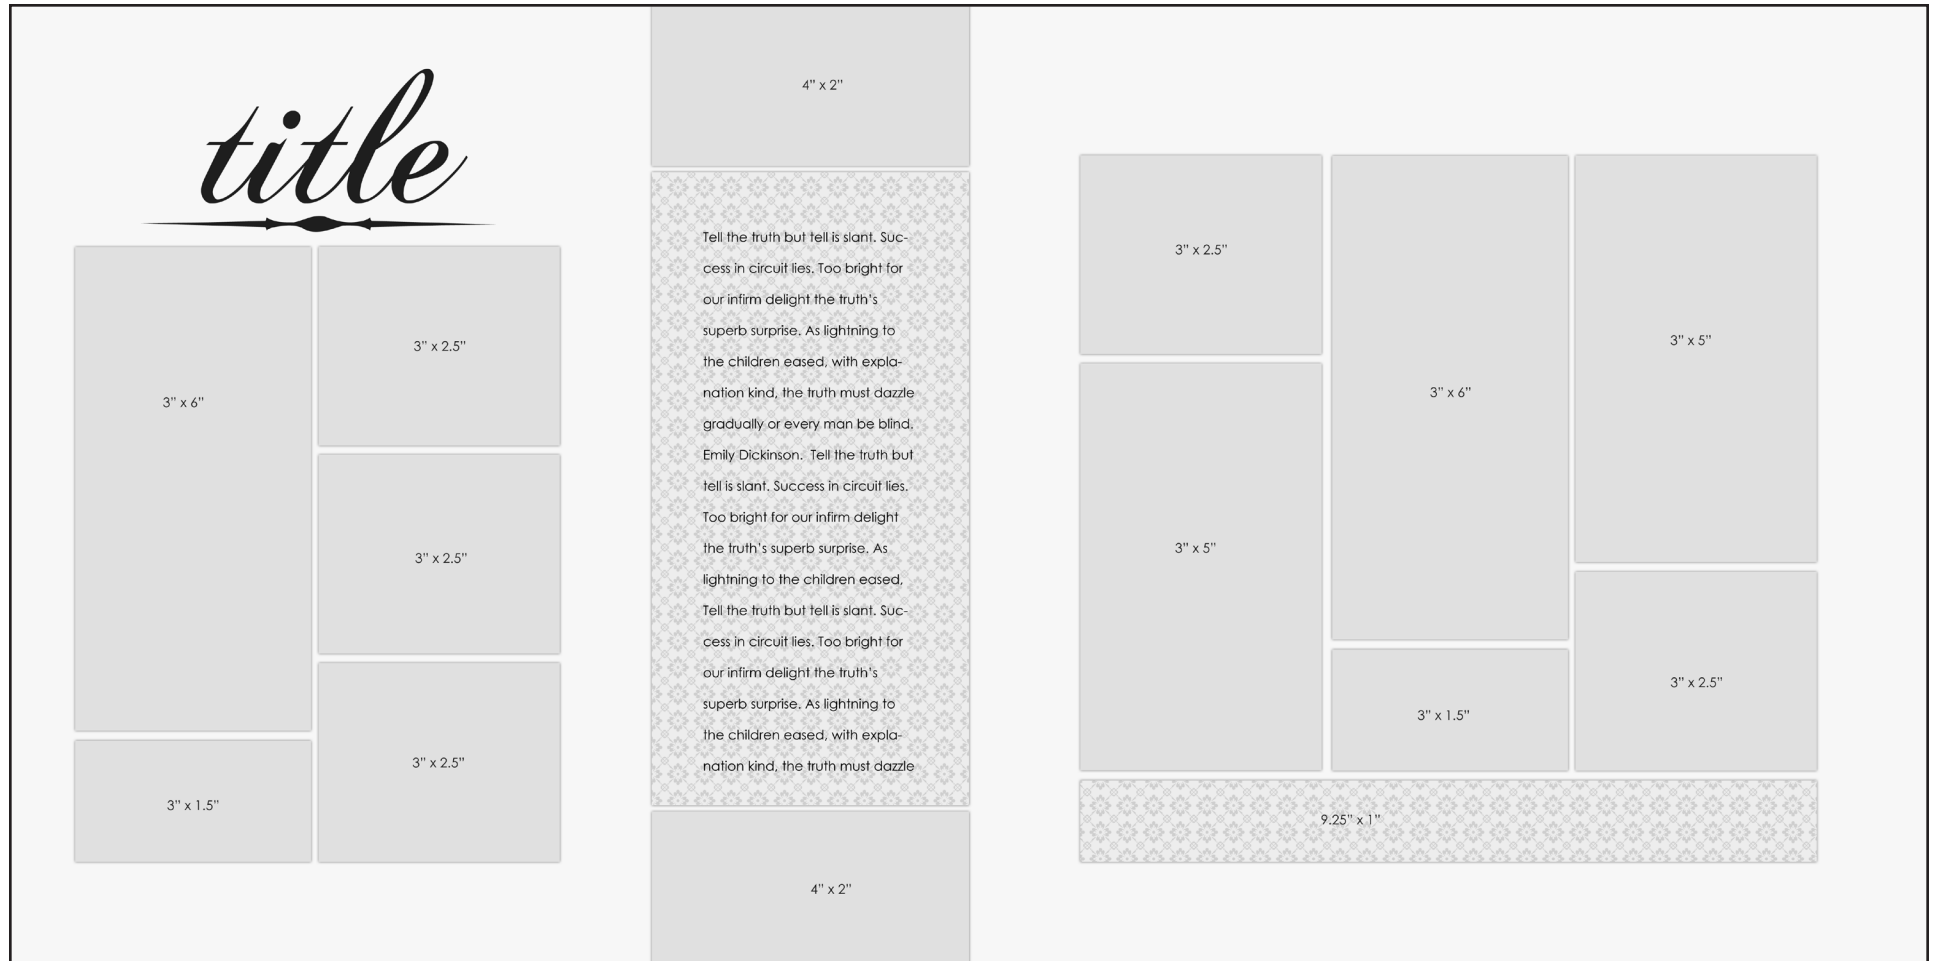 title
3" x 6"
3" x 1.5"
3" x 2.5"
3" x 2.5"
3" x 2.5"
4" x 2"
Tell the truth but tell is slant. Suc-
cess in circuit lies. Too bright for
our infirm delight the truth's
superb surprise. As lightning to
the children eased, with expla-
nation kind, the truth must dazzle
gradually or every man be blind.
Emily Dickinson.  Tell the truth but
tell is slant. Success in circuit lies.
Too bright for our infirm delight
the truth's superb surprise. As
lightning to the children eased,
Tell the truth but tell is slant. Suc-
cess in circuit lies. Too bright for
our infirm delight the truth's
superb surprise. As lightning to
the children eased, with expla-
nation kind, the truth must dazzle
4" x 2"
3" x 2.5"
3" x 5"
3" x 6"
3" x 1.5"
3" x 5"
3" x 2.5"
9.25" x 1"